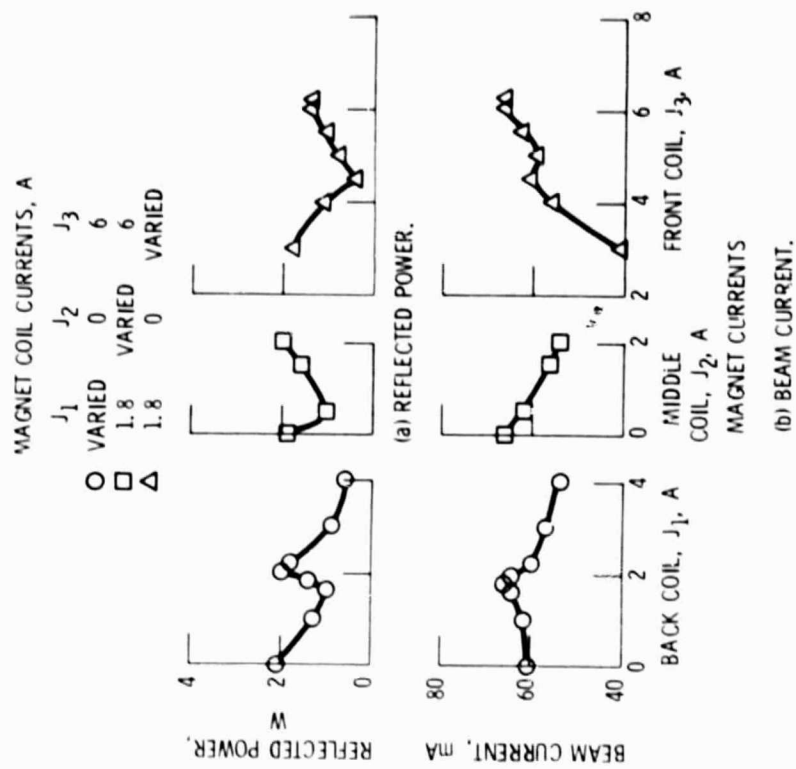 MAGNET COIL CURRENTS, A
J1 J2 J3
VARIED 0 6
1.8 VARIED 6
1.8 0 VARIED
REFLECTED POWER, W
4
2
0
(a) REFLECTED POWER.
BEAM CURRENT, mA
80
60
40
0 2 4
0 2
2 4 6 8
BACK COIL, J1, A
MIDDLE COIL, J2, A
FRONT COIL, J3, A
MAGNET CURRENTS
(b) BEAM CURRENT.